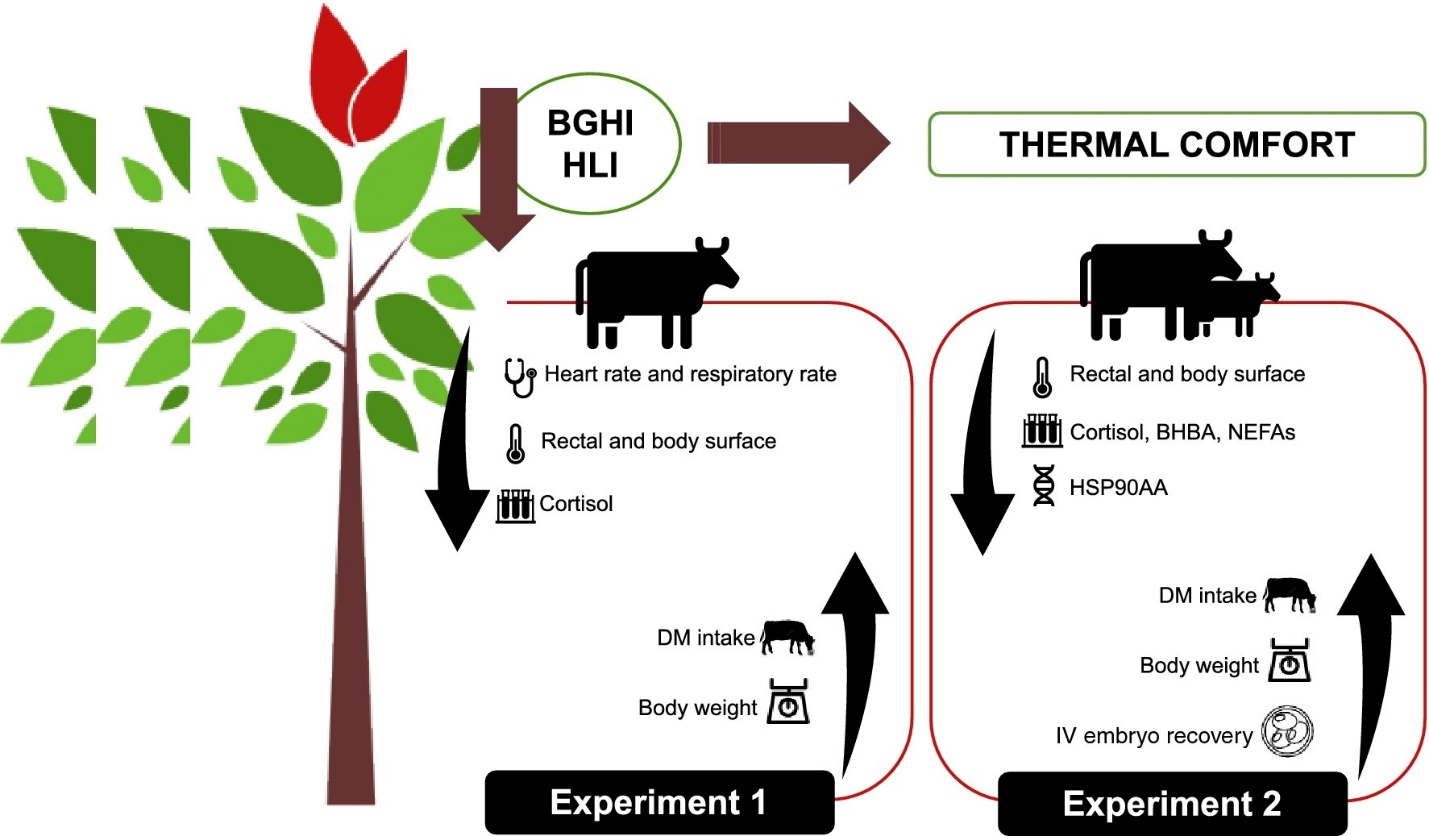 BGHI
HLI
THERMAL COMFORT
Heart rate and respiratory rate
Rectal and body surface
Cortisol
DM intake
Body weight
Experiment 1
Rectal and body surface
Cortisol, BHBA, NEFAs
HSP90AA
DM intake
Body weight
IV embryo recovery
Experiment 2